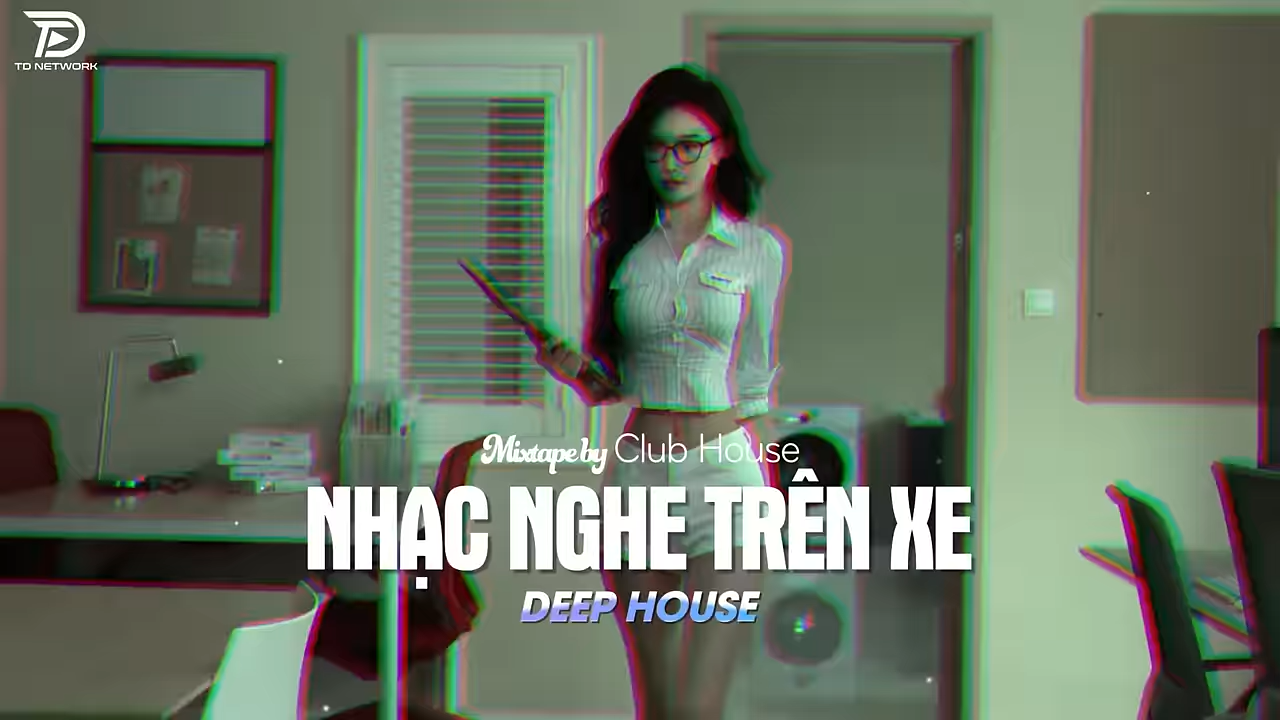 TD NETWORK
Mixtape by Club House
NHẠC NGHE TRÊN XE
DEEP HOUSE